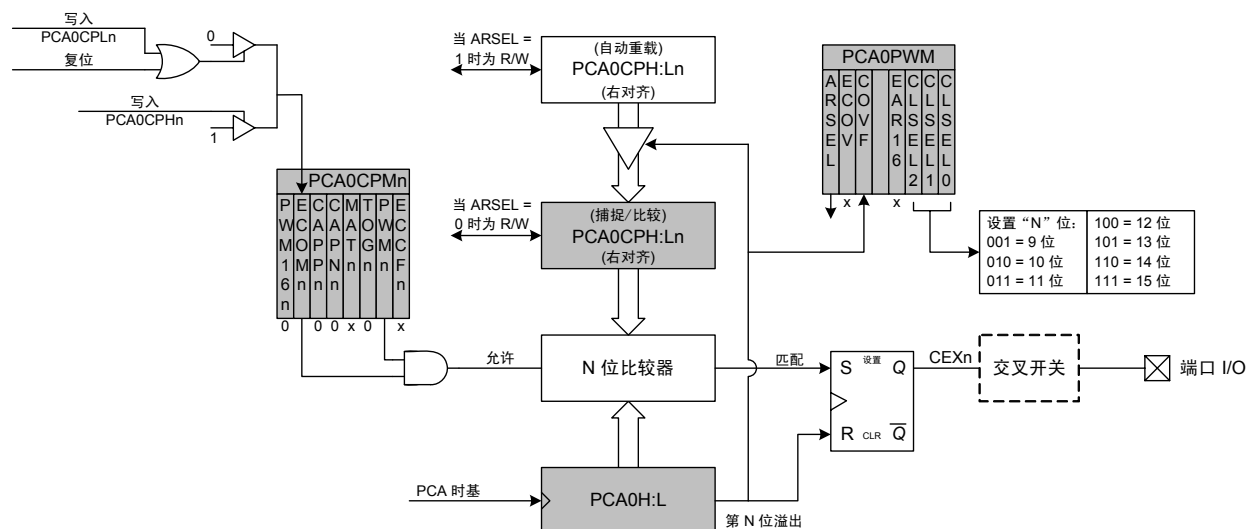 写入
PCA0CPLn
复位
0
写入
PCA0CPHn
1
PCA0CPMn
PWM16n
ECOMn
CAPPn
CAPNn
MATn
TOGn
PWMn
ECCFn
0
0
0
x
0
x
允许
当 ARSEL =
1 时为 R/W
(自动重载)
PCA0CPH:Ln
(右对齐)
当 ARSEL =
0 时为 R/W
(捕捉/比较)
PCA0CPH:Ln
(右对齐)
N 位比较器
PCA 时基
PCA0H:L
第 N 位溢出
匹配
PCA0PWM
ARSEL
ECOV
COVF
EAR16
CLSEL2
CLSEL1
CLSEL0
x
x
设置“N”位:
001 = 9 位
010 = 10 位
011 = 11 位
100 = 12 位
101 = 13 位
110 = 14 位
111 = 15 位
S 设置 Q
R CLR Q
CEXn
交叉开关
端口 I/O